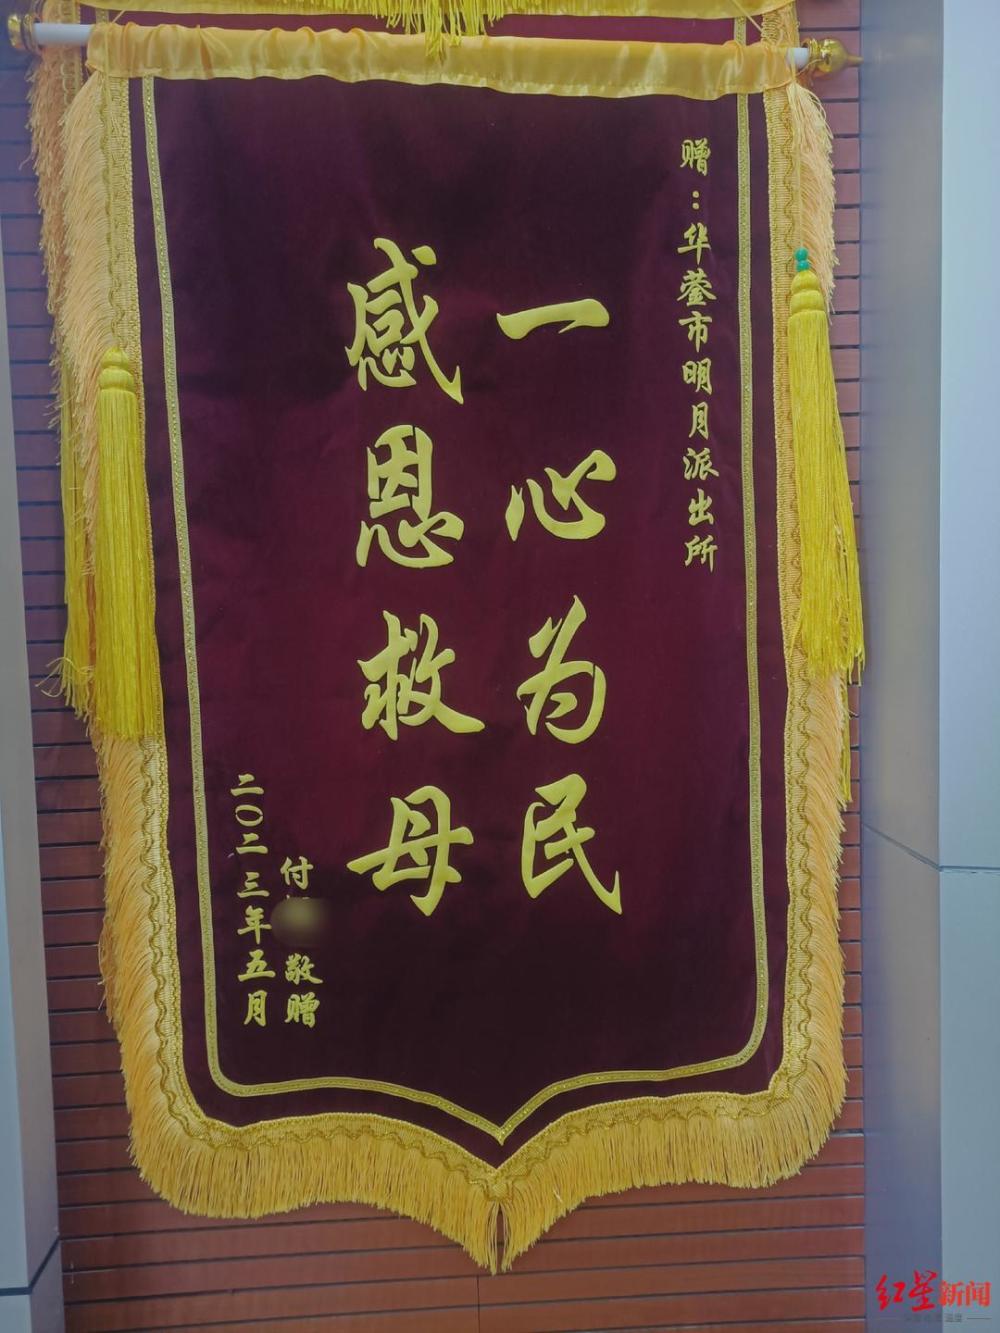 赠：华蓥市明月派出所
一心为民
感恩救母
付 敬赠
二〇二三年五月
红星新闻